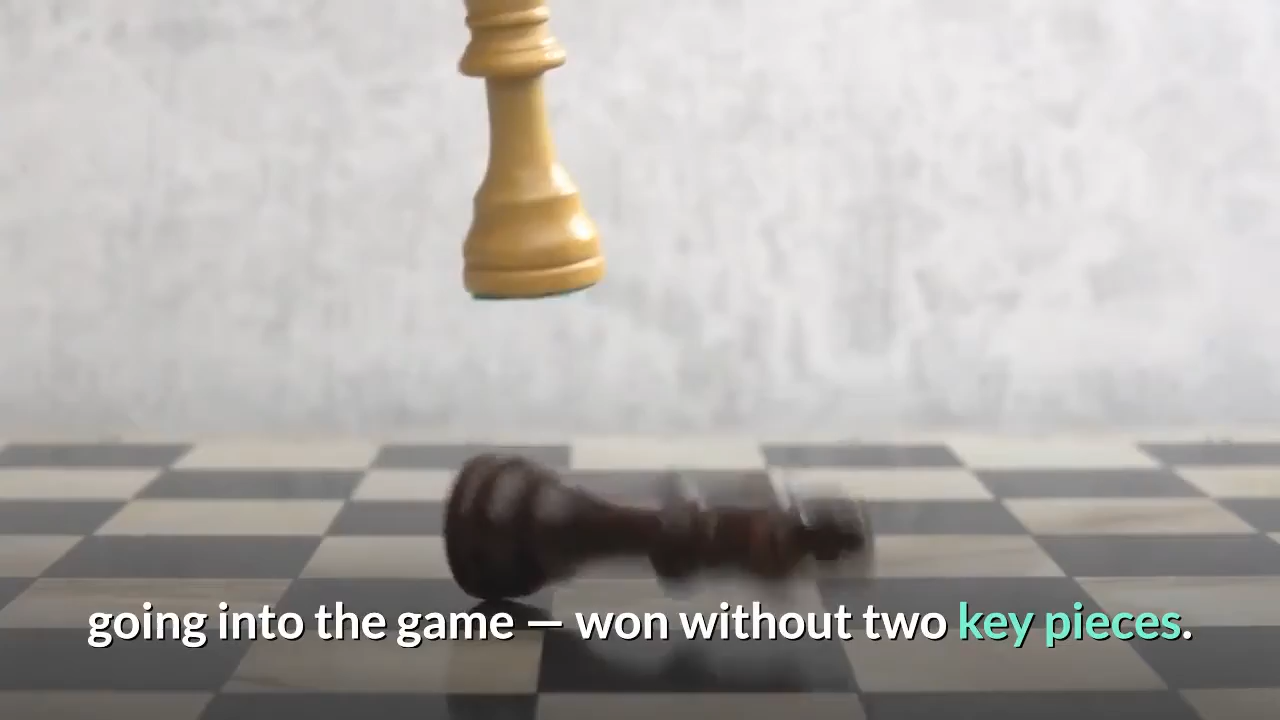 going into the game — won without two key pieces.